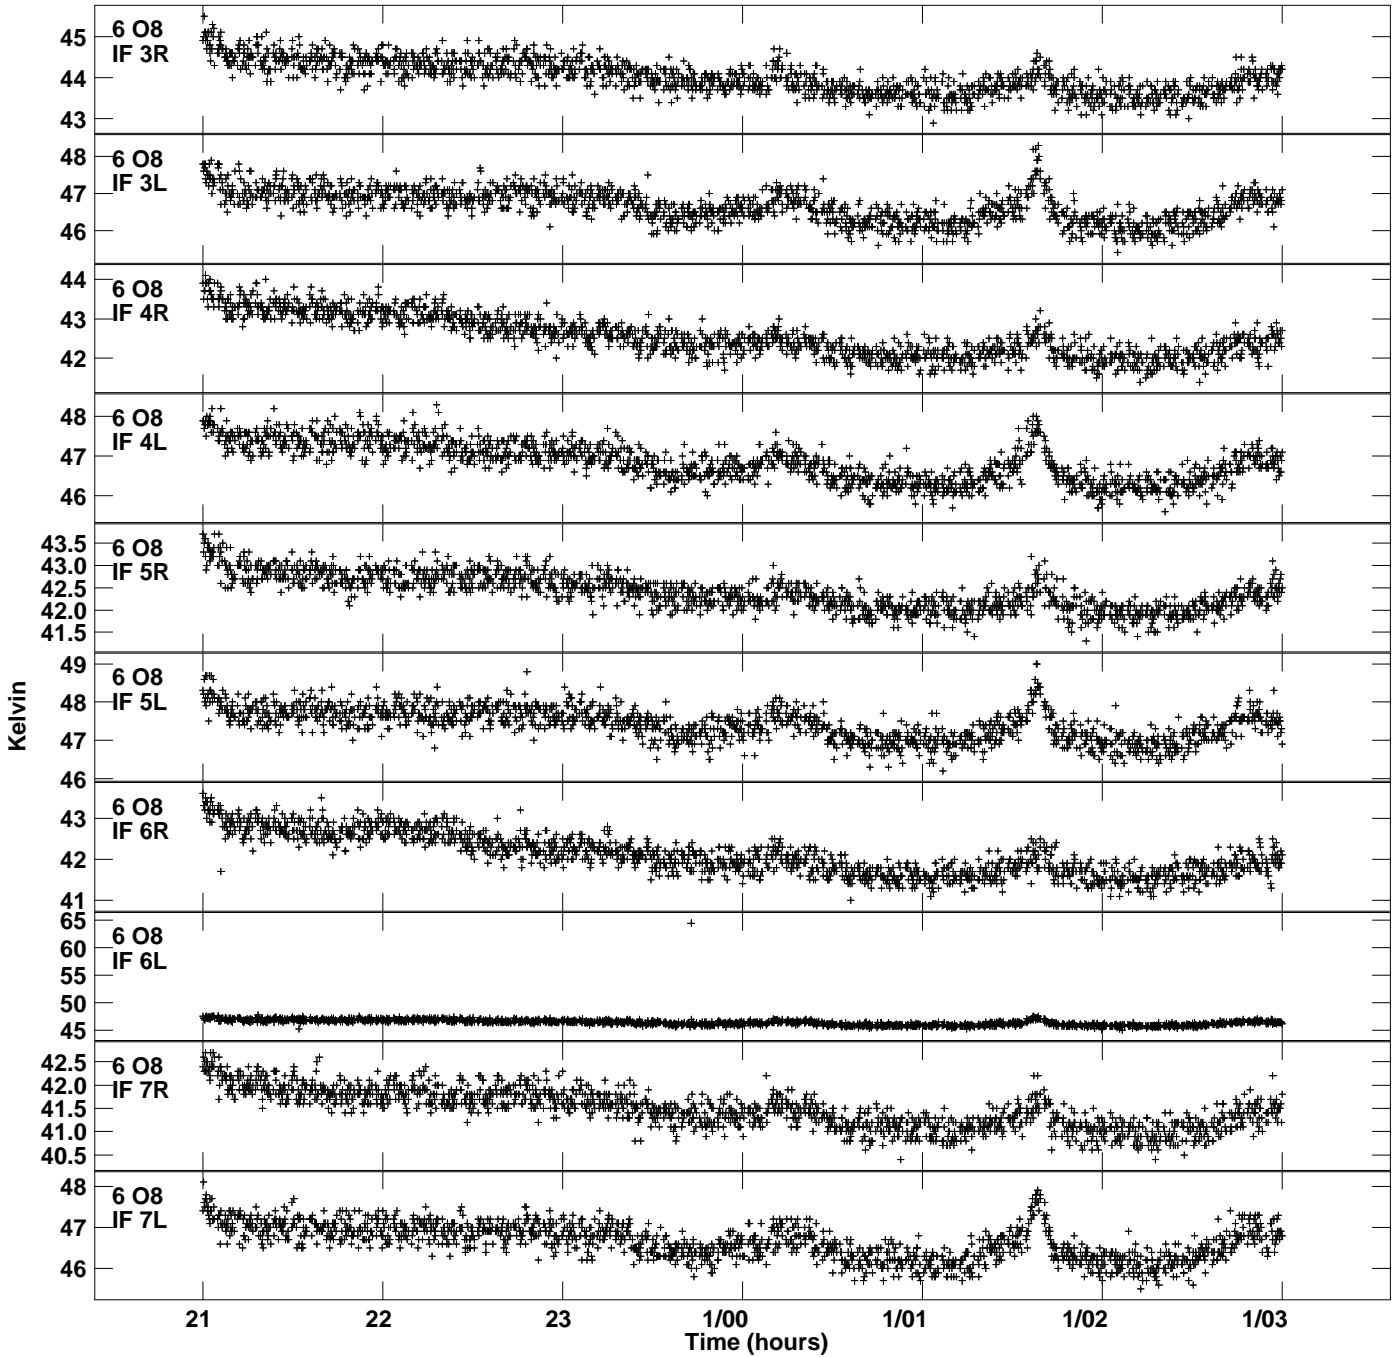 6 O8
IF 3R
45
44
43
6 O8
IF 3L
48
47
46
6 O8
IF 4R
44
43
42
6 O8
IF 4L
48
47
46
6 O8
IF 5R
43.5
43.0
42.5
42.0
41.5
6 O8
IF 5L
49
48
47
46
6 O8
IF 6R
43
42
41
6 O8
IF 6L
65
60
55
50
45
6 O8
IF 7R
42.5
42.0
41.5
41.0
40.5
6 O8
IF 7L
48
47
46
Kelvin
21 22 23 1/00 1/01 1/02 1/03
Time (hours)